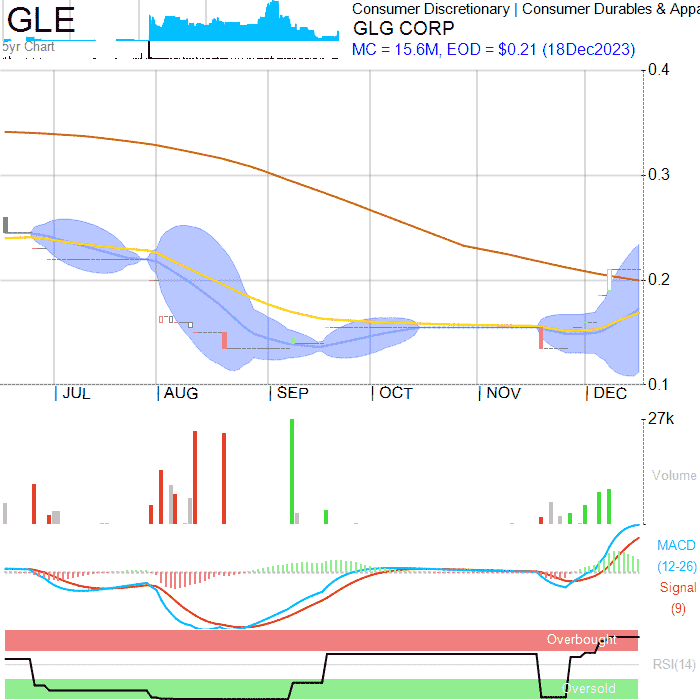 GLE
5yr Chart
Consumer Discretionary | Consumer Durables & Appa
GLG CORP
MC = 15.6M, EOD = $0.21 (18Dec2023)
0.4
0.3
0.2
0.1
JUL
AUG
SEP
OCT
NOV
DEC
27k
Volume
MACD
(12-26)
Signal
(9)
Overbought
RSI(14)
Oversold